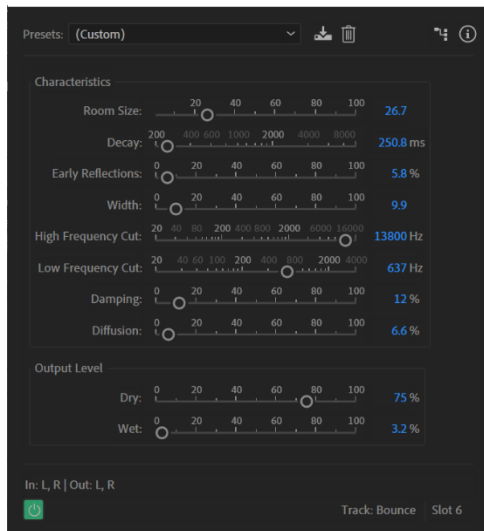 Presets: (Custom)
Characteristics
Room Size: 20 40 60 80 100 26.7
Decay: 200 400 600 1000 2000 4000 8000 250.8 ms
Early Reflections: 0 20 40 60 80 100 5.8 %
Width: 0 20 40 60 80 100 9.9
High Frequency Cut: 20 40 80 200 400 800 2000 6000 16000 13800 Hz
Low Frequency Cut: 20 40 60 100 200 400 800 2000 4000 637 Hz
Damping: 0 20 40 60 80 100 12 %
Diffusion: 0 20 40 60 80 100 6.6 %
Output Level
Dry: 0 20 40 60 80 100 75 %
Wet: 0 20 40 60 80 100 3.2 %
In: L, R | Out: L, R
Track: Bounce Slot 6